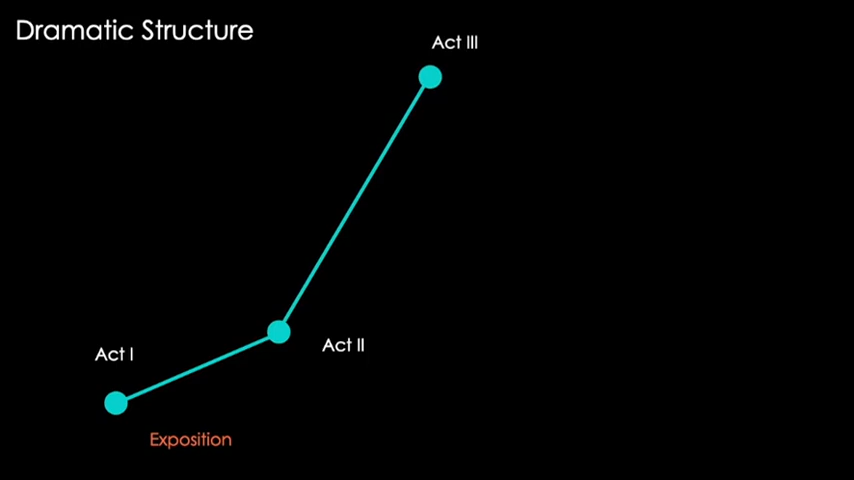 Dramatic Structure
Act III
Act II
Act I
Exposition